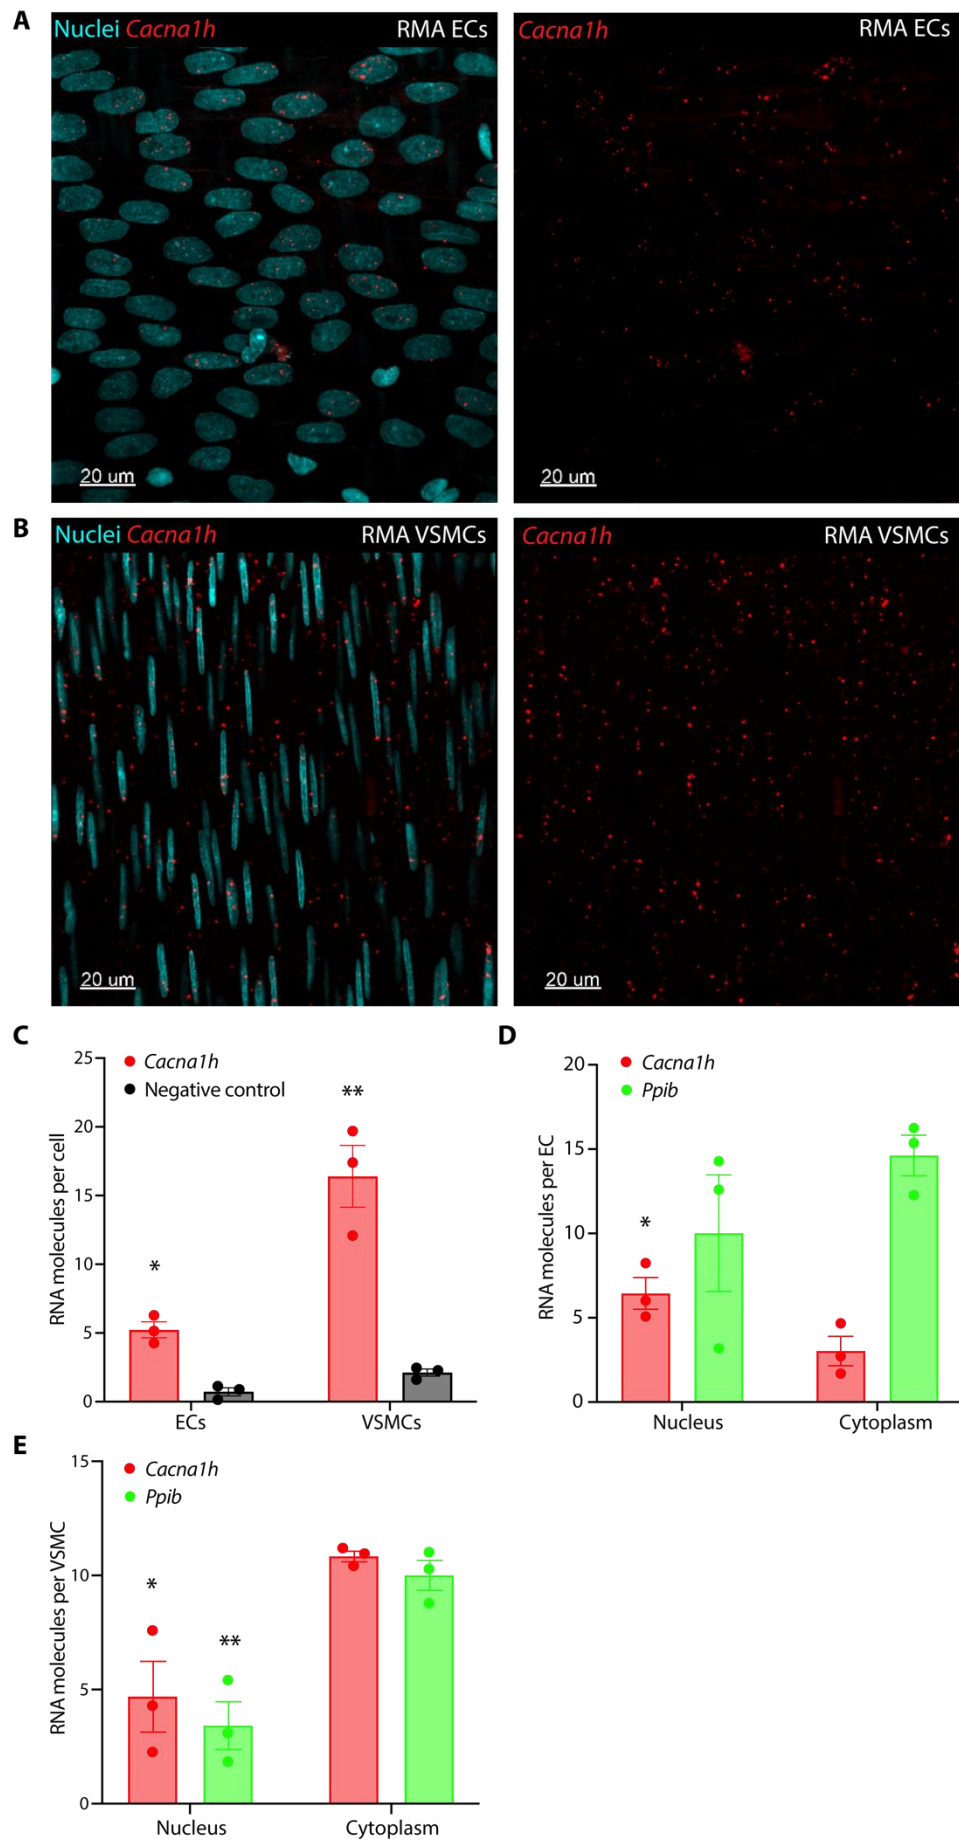 A
Nuclei Cacna1h RMA ECs
Cacna1h RMA ECs
20 um
20 um
B
Nuclei Cacna1h RMA VSMCs
Cacna1h RMA VSMCs
20 um
20 um
C
RNA molecules per cell
25
20
15
10
5
0
Cacna1h
Negative control
*
**
ECs
VSMCs
D
RNA molecules per EC
20
15
10
5
0
Cacna1h
Ppib
*
Nucleus
Cytoplasm
E
RNA molecules per VSMC
15
10
5
0
Cacna1h
Ppib
*
**
Nucleus
Cytoplasm